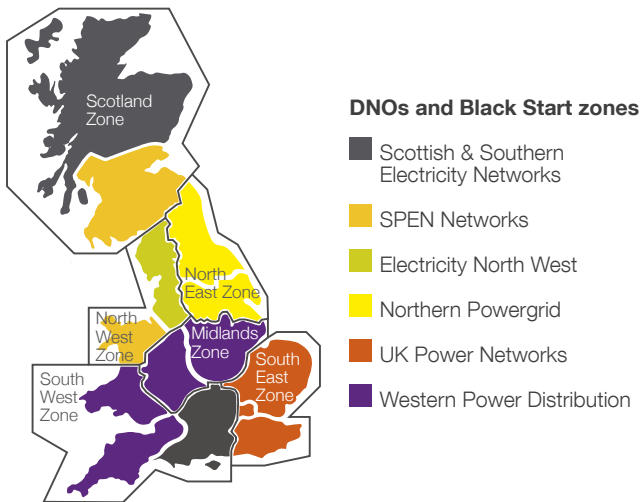 Scotland
Zone
North
East Zone
North
West
Zone
Midlands
Zone
South
East
Zone
South
West
Zone
DNOs and Black Start zones
Scottish & Southern
Electricity Networks
SPEN Networks
Electricity North West
Northern Powergrid
UK Power Networks
Western Power Distribution